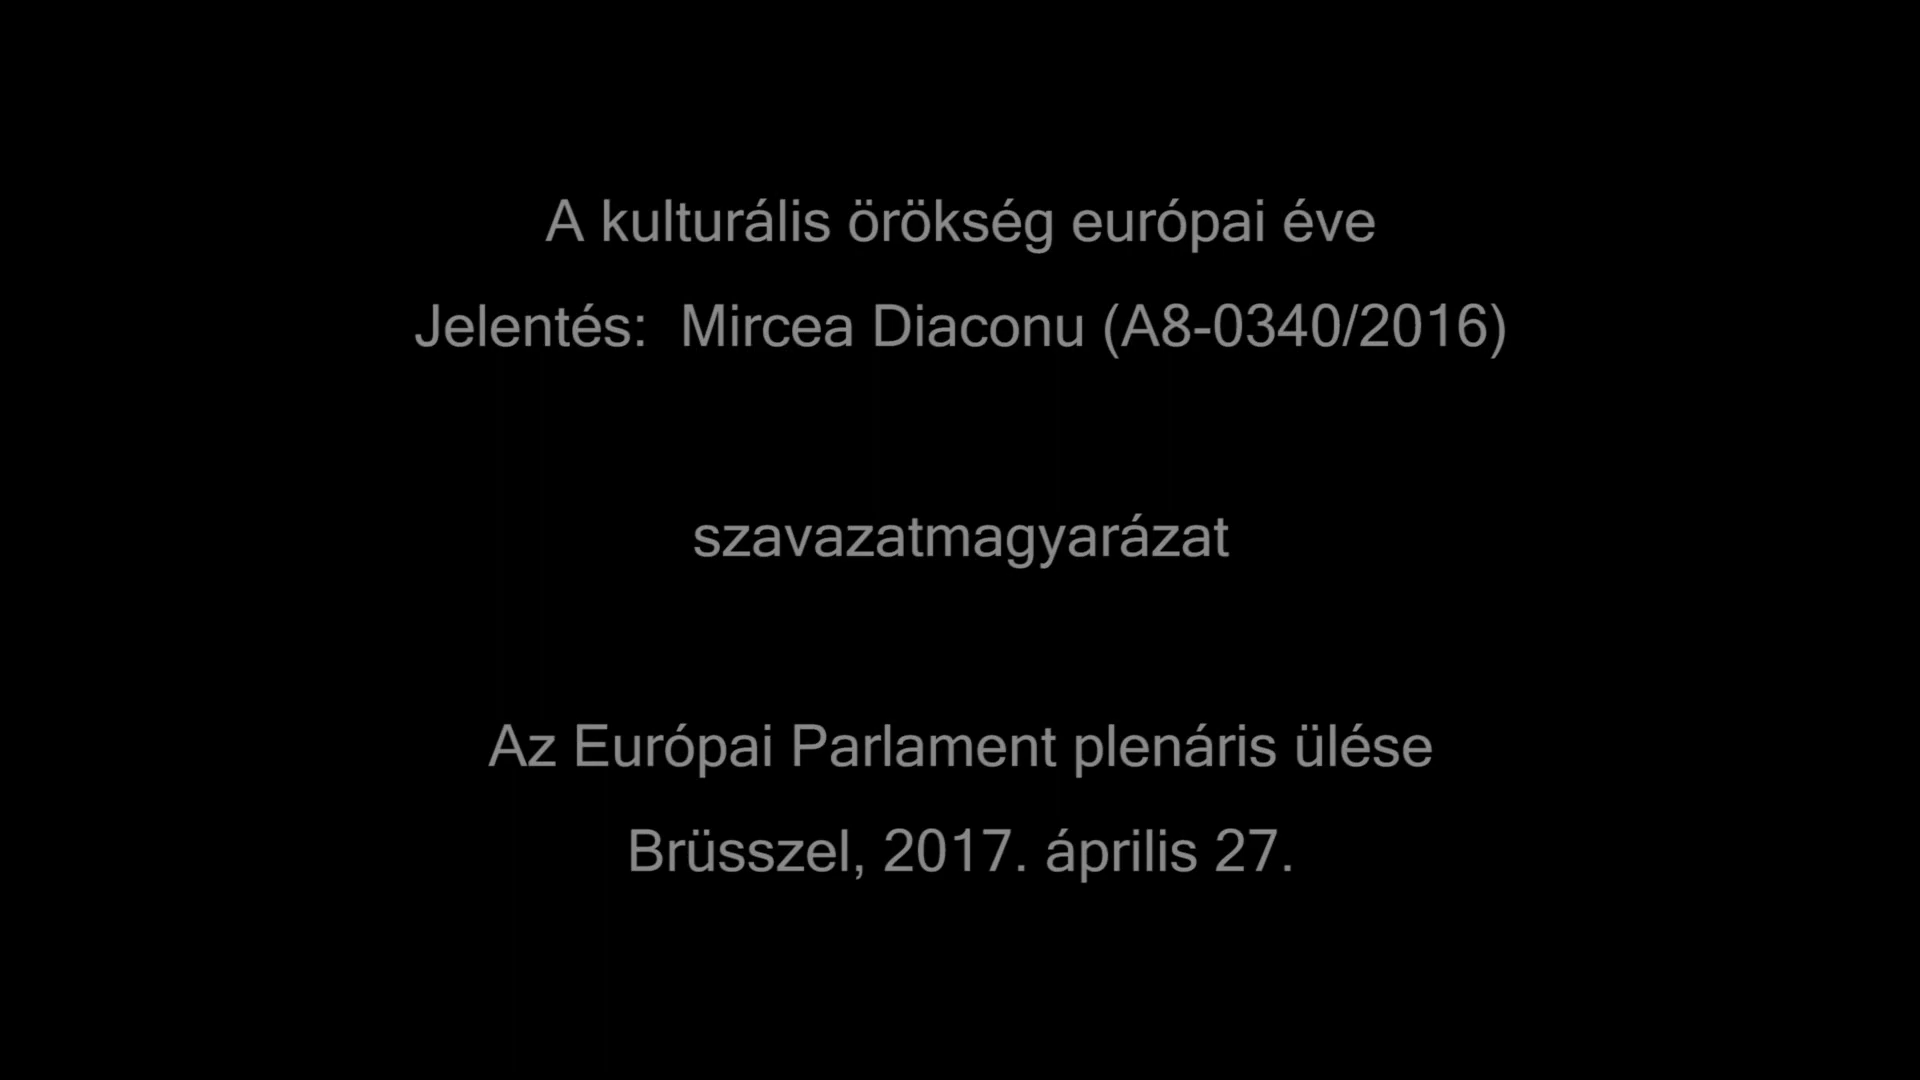 A kulturális örökség európai éve
Jelentés:  Mircea Diaconu (A8-0340/2016)
szavazatmagyarázat
Az Európai Parlament plenáris ülése
Brüsszel, 2017. április 27.